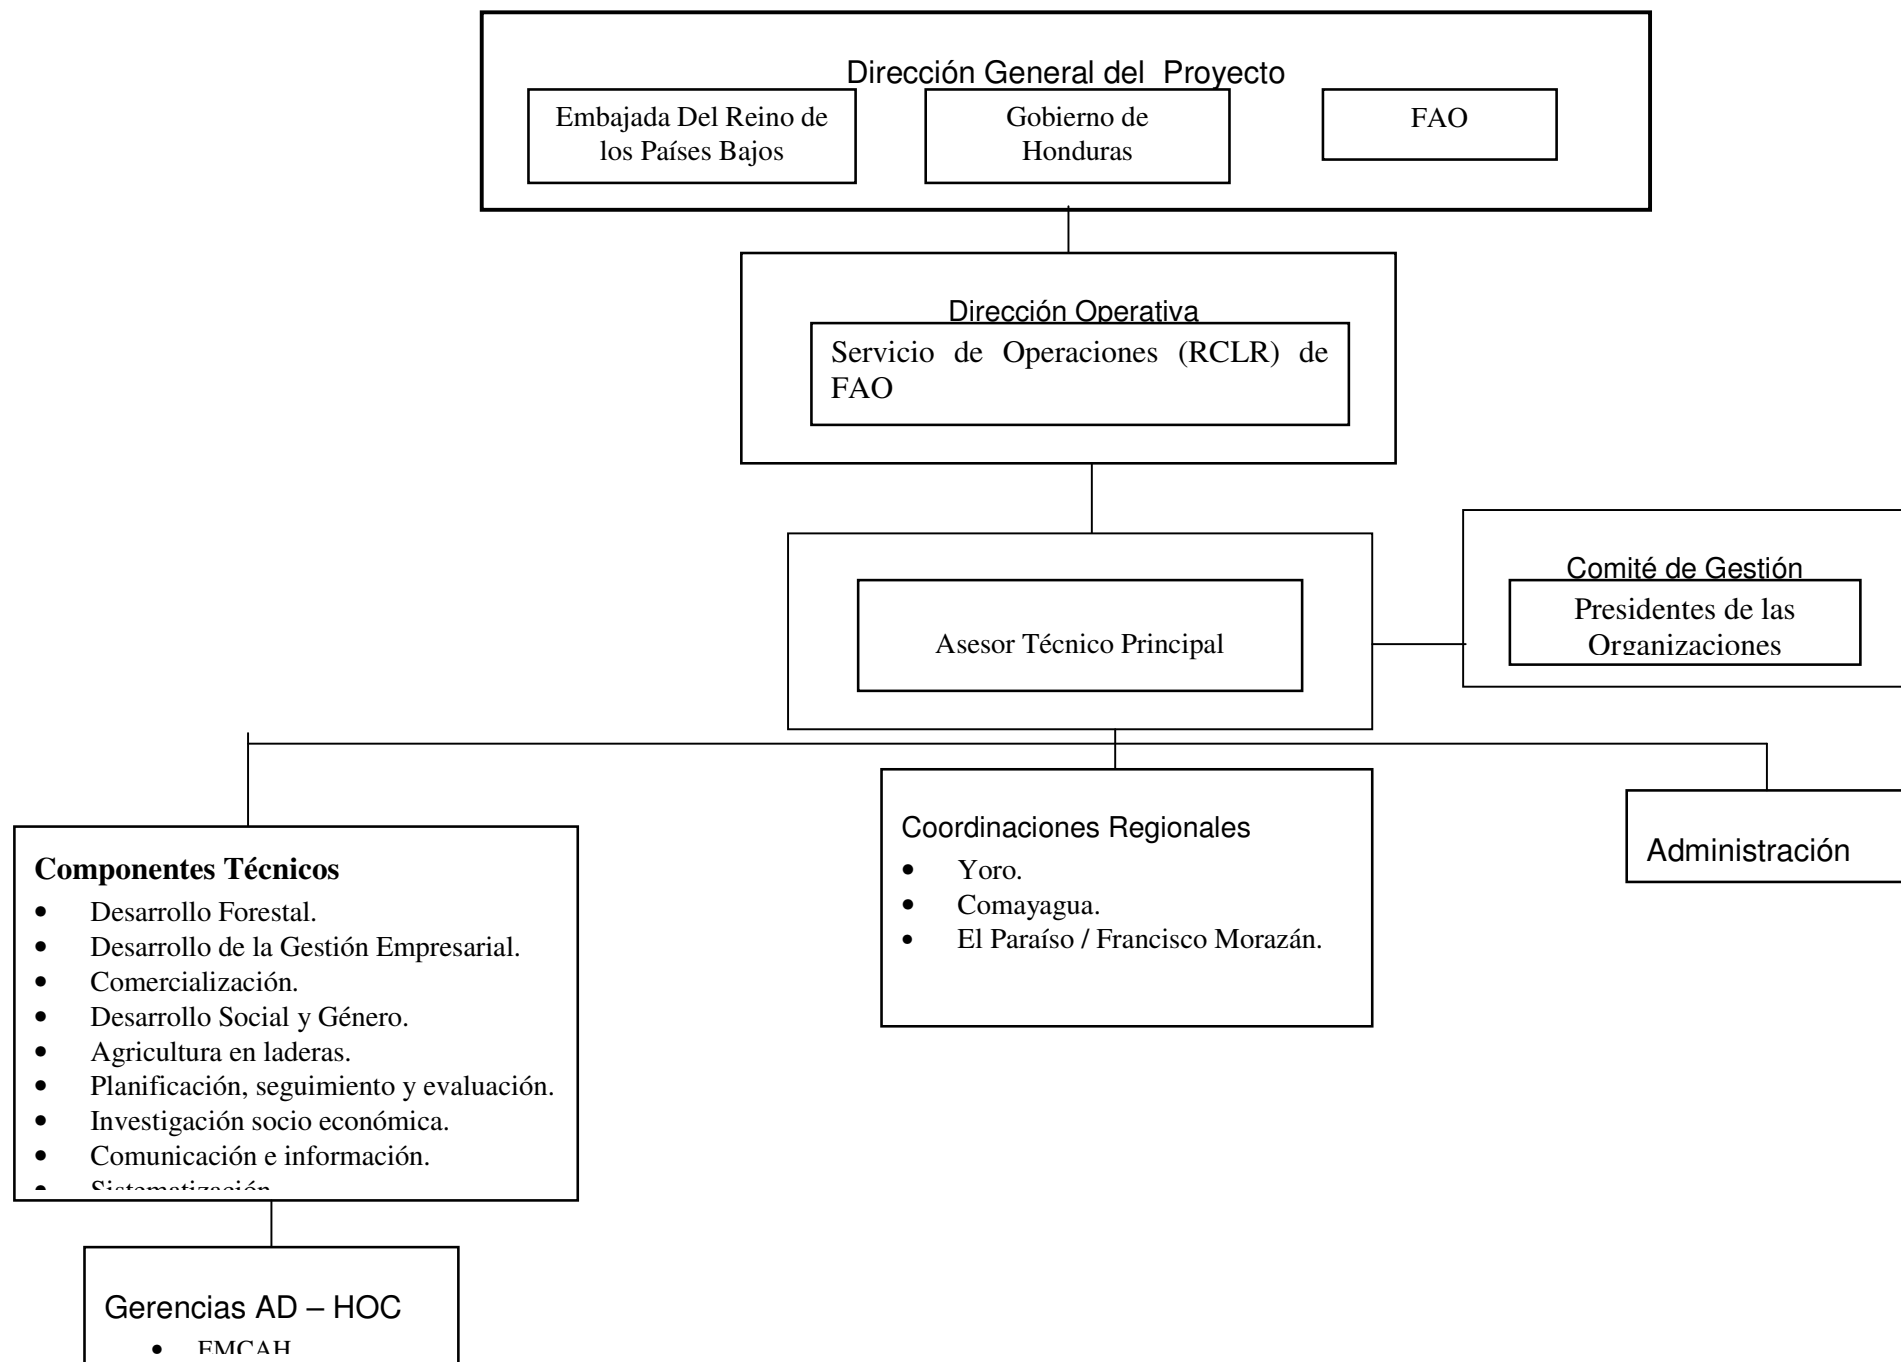 Dirección General del Proyecto
Embajada Del Reino de
los Países Bajos
Gobierno de
Honduras
FAO
Dirección Operativa
Servicio de Operaciones (RCLR) de
FAO
Asesor Técnico Principal
Comité de Gestión
Presidentes de las
Organizaciones
Componentes Técnicos
• Desarrollo Forestal.
• Desarrollo de la Gestión Empresarial.
• Comercialización.
• Desarrollo Social y Género.
• Agricultura en laderas.
• Planificación, seguimiento y evaluación.
• Investigación socio económica.
• Comunicación e información.
• Sistematización
Coordinaciones Regionales
• Yoro.
• Comayagua.
• El Paraíso / Francisco Morazán.
Administración
Gerencias AD – HOC
• EMCAH